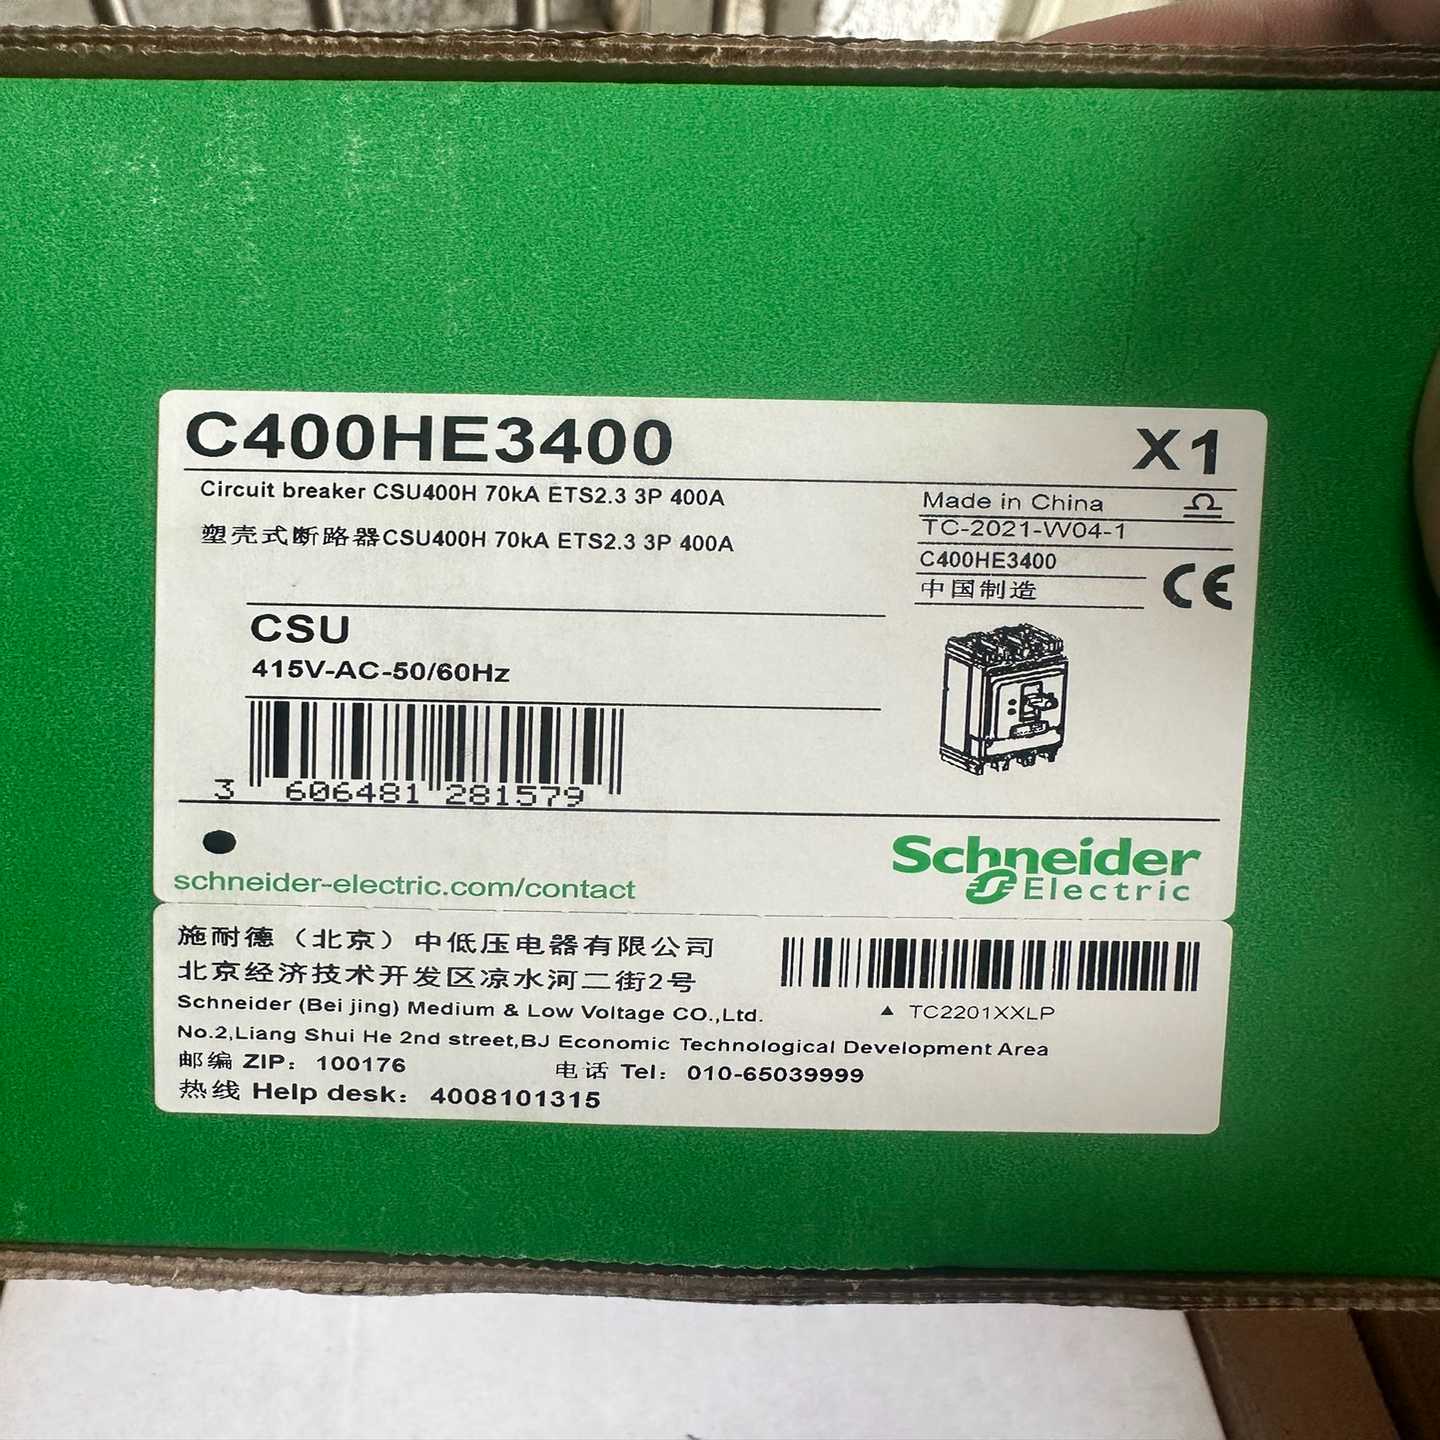 C400HE3400
X1
Circuit breaker CSU400H 70kA ETS2.3 3P 400A
塑壳式断路器CSU400H 70kA ETS2.3 3P 400A
Made in China
TC-2021-W04-1
C400HE3400
中国制造
CE
CSU
415V-AC-50/60Hz
3 606481 281579
schneider-electric.com/contact
Schneider
Electric
施耐德（北京）中低压电器有限公司
北京经济技术开发区凉水河二街2号
Schneider (Bei jing) Medium & Low Voltage CO.,Ltd.
▲ TC2201XXLP
No.2,Liang Shui He 2nd street,BJ Economic Technological Development Area
邮编 ZIP: 100176 电话 Tel: 010-65039999
热线 Help desk: 4008101315